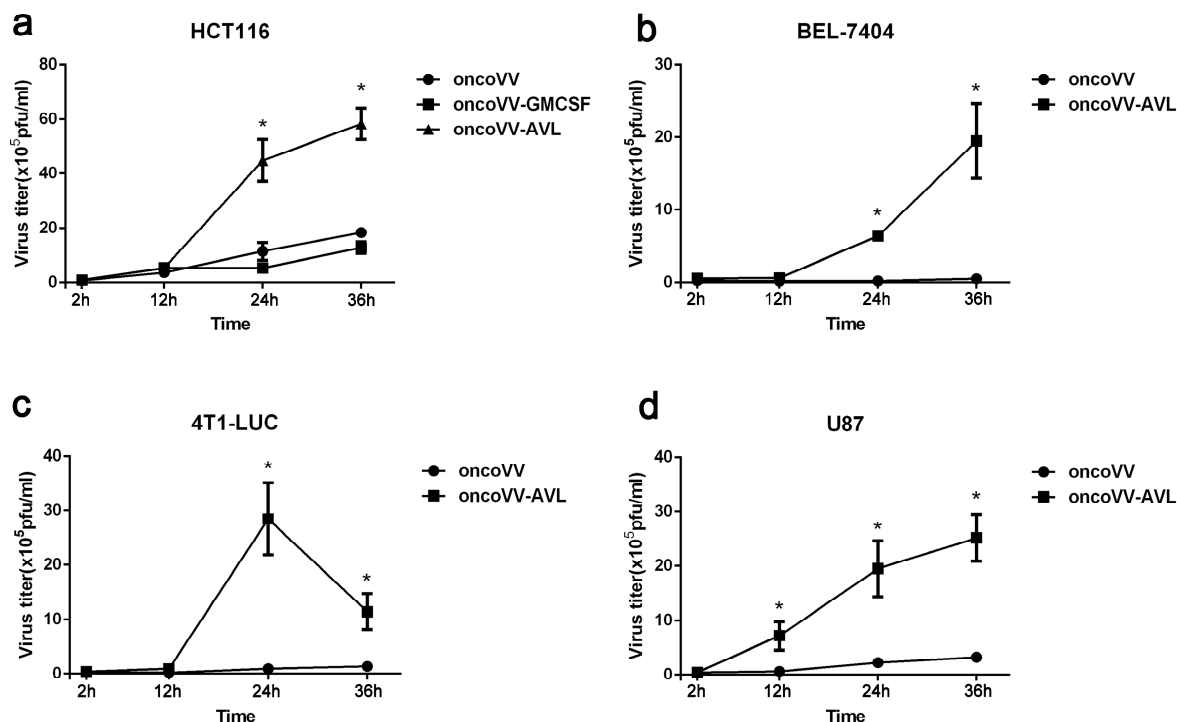 a
HCT116
Virus titer(x10⁵pfu/ml)
80
60
40
20
0
2h 12h 24h 36h
Time
* *
oncoVV
oncoVV-GMCSF
oncoVV-AVL
b
BEL-7404
Virus titer(x10⁵pfu/ml)
30
20
10
0
2h 12h 24h 36h
Time
* *
oncoVV
oncoVV-AVL
c
4T1-LUC
Virus titer(x10⁵pfu/ml)
40
30
20
10
0
2h 12h 24h 36h
Time
* *
oncoVV
oncoVV-AVL
d
U87
Virus titer(x10⁵pfu/ml)
40
30
20
10
0
2h 12h 24h 36h
Time
* * *
oncoVV
oncoVV-AVL